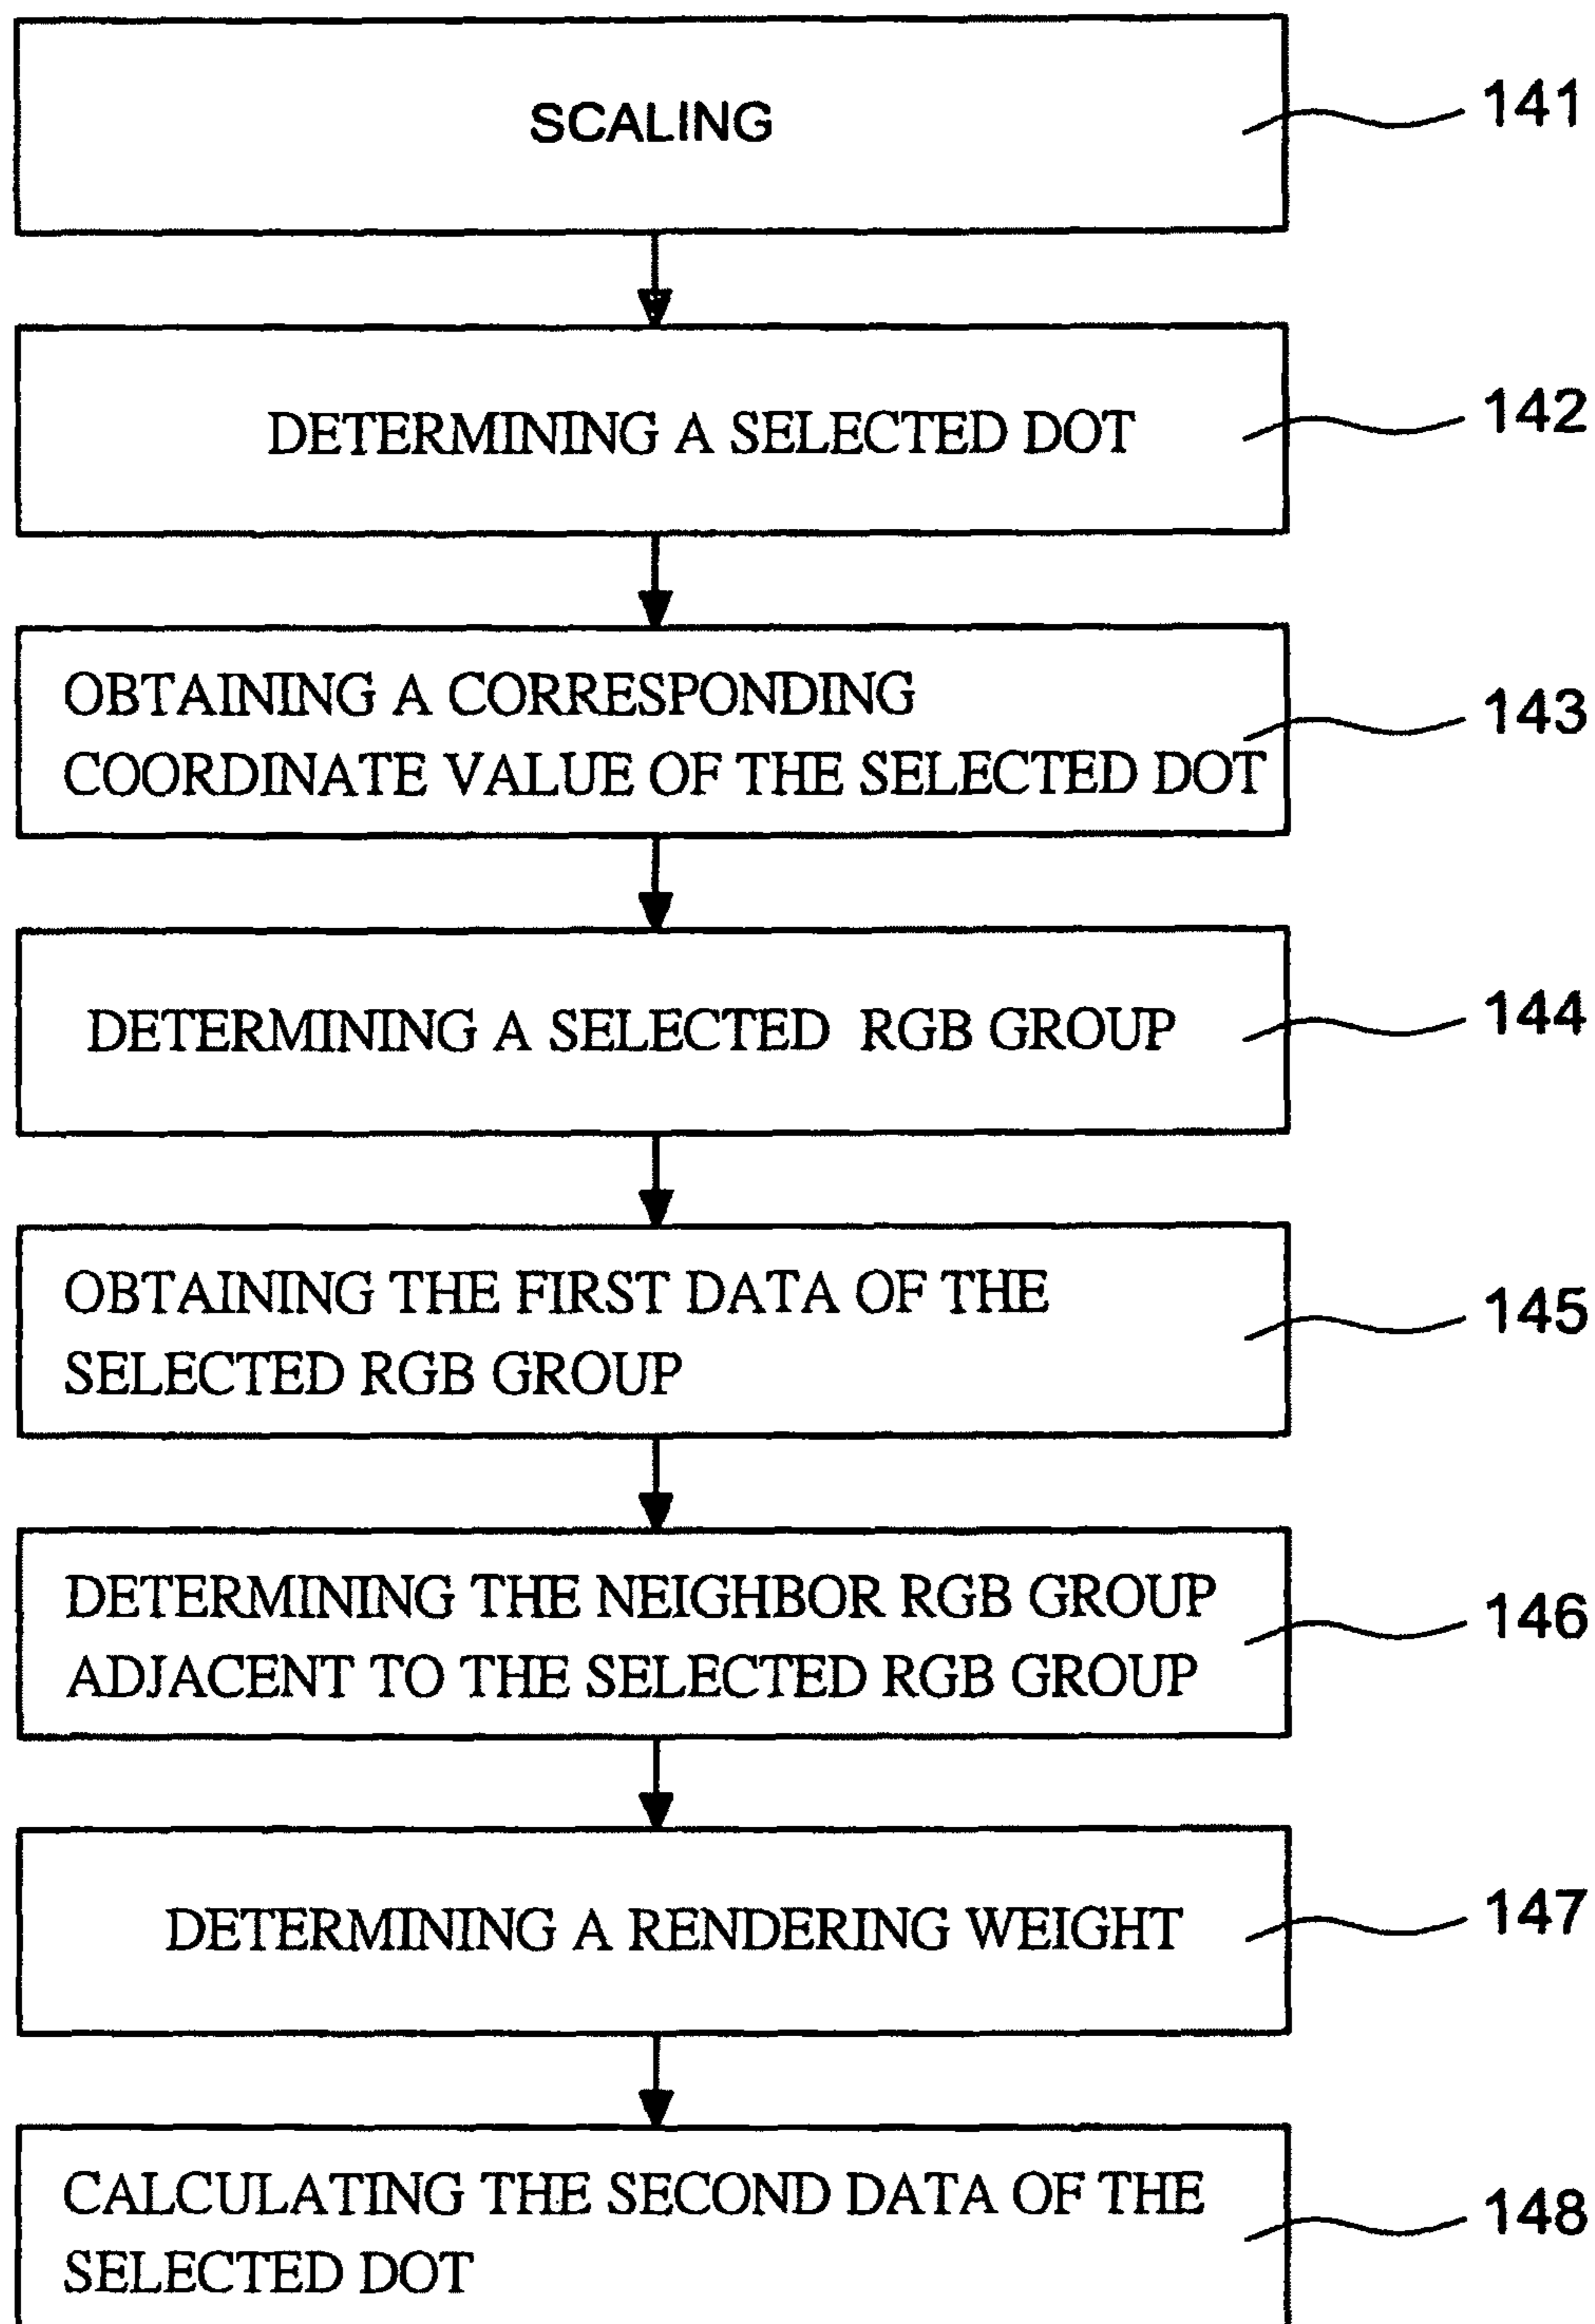 SCALING
141
DETERMINING A SELECTED DOT
142
OBTAINING A CORRESPONDING
COORDINATE VALUE OF THE SELECTED DOT
143
DETERMINING A SELECTED RGB GROUP
144
OBTAINING THE FIRST DATA OF THE
SELECTED RGB GROUP
145
DETERMINING THE NEIGHBOR RGB GROUP
ADJACENT TO THE SELECTED RGB GROUP
146
DETERMINING A RENDERING WEIGHT
147
CALCULATING THE SECOND DATA OF THE
SELECTED DOT
148